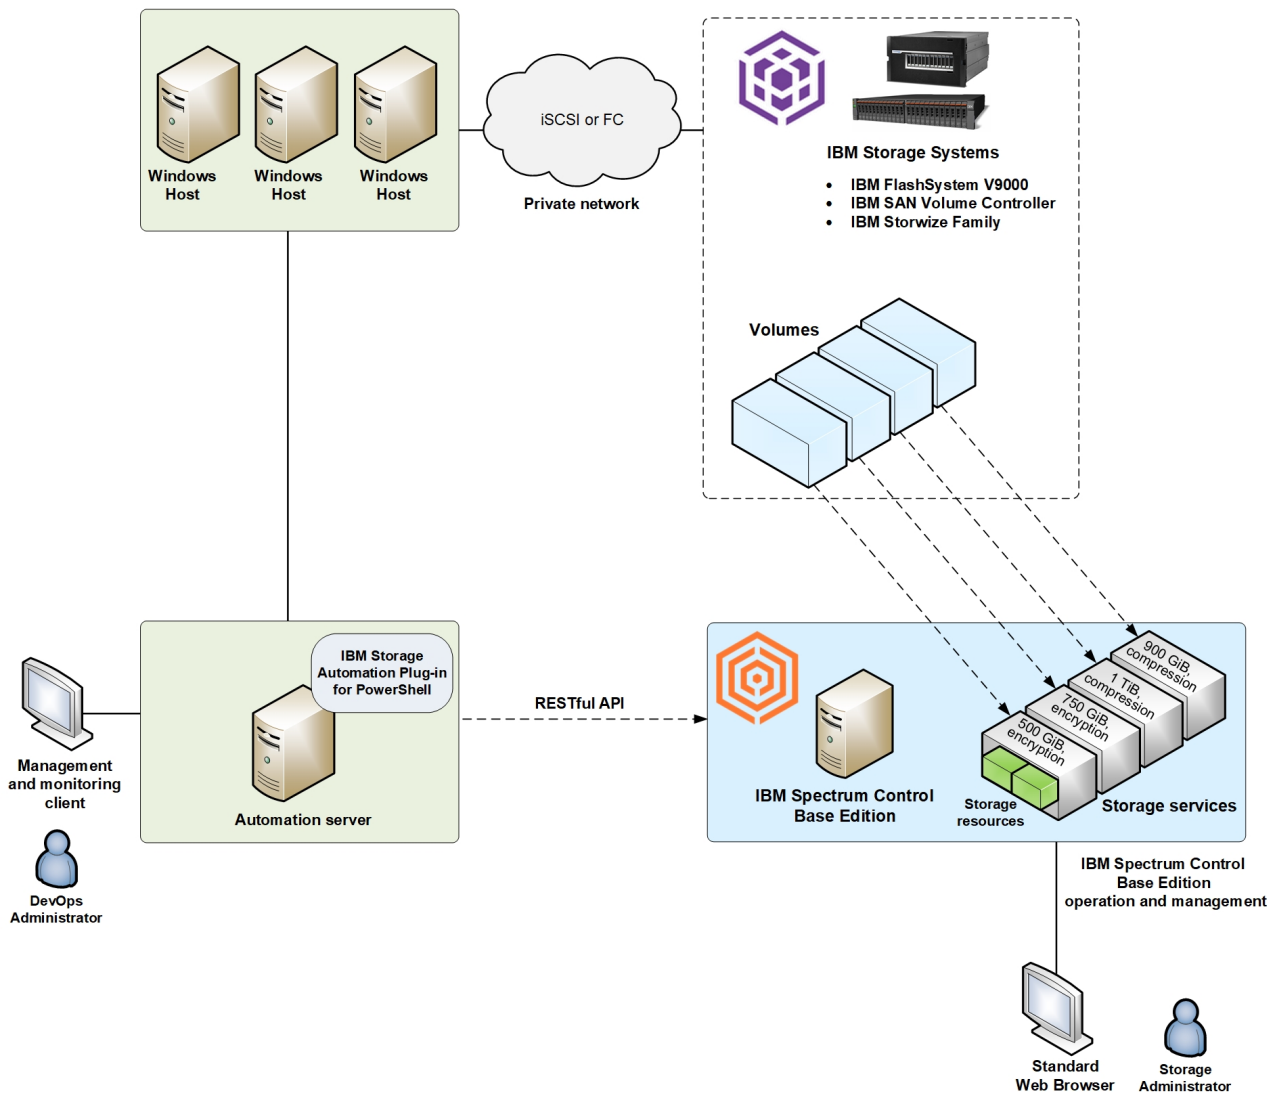 Windows
Host
Windows
Host
Windows
Host
iSCSI or FC
Private network
IBM Storage Systems
• IBM FlashSystem V9000
• IBM SAN Volume Controller
• IBM Storwize Family
Volumes
IBM Storage
Automation Plug-in
for PowerShell
Automation server
Management
and monitoring
client
DevOps
Administrator
RESTful API
IBM Spectrum Control
Base Edition
900 GiB,
compression
1 TiB,
compression
750 GiB,
encryption
500 GiB,
encryption
Storage
resources
Storage services
IBM Spectrum Control
Base Edition
operation and management
Standard
Web Browser
Storage
Administrator